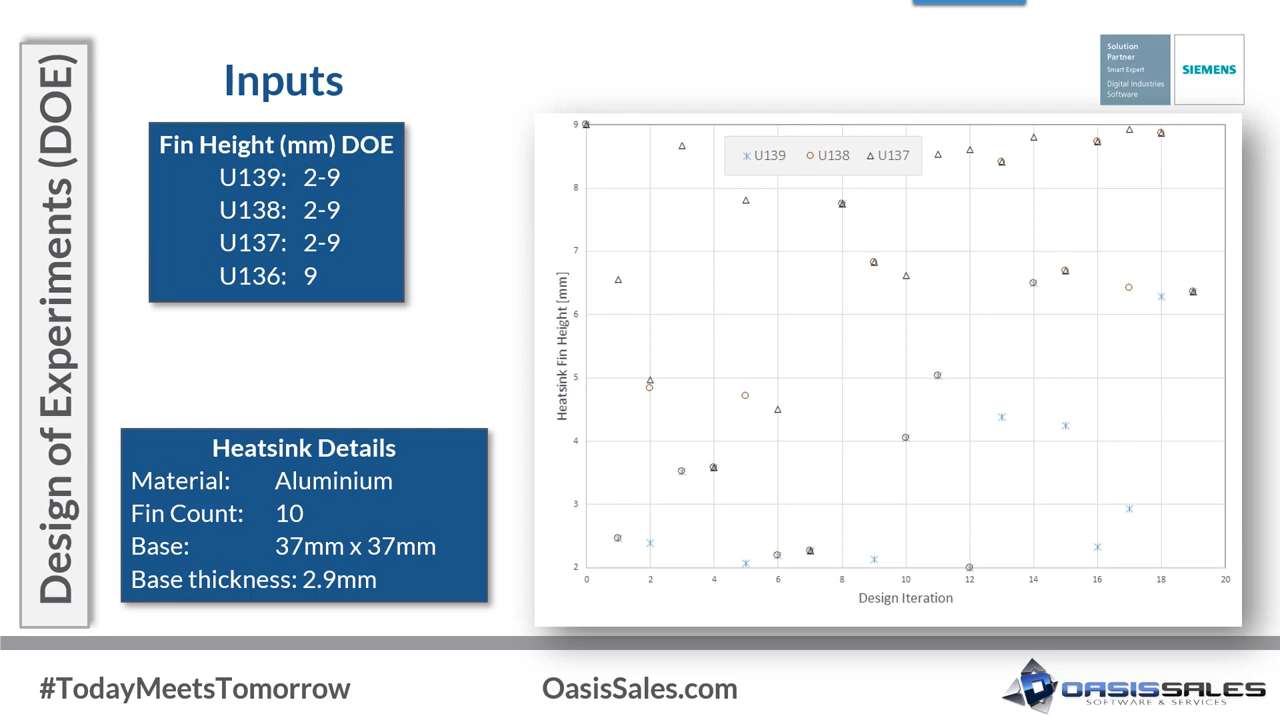 Design of Experiments (DOE)
Inputs
Fin Height (mm) DOE
U139: 2-9
U138: 2-9
U137: 2-9
U136: 9
Heatsink Details
Material: Aluminium
Fin Count: 10
Base: 37mm x 37mm
Base thickness: 2.9mm
Solution
Partner
Smart Expert
Digital Industries
Software
SIEMENS
U139 U138 U137
Heatsink Fin Height [mm]
9
8
7
6
5
4
3
2
0 2 4 6 8 10 12 14 16 18 20
Design Iteration
#TodayMeetsTomorrow
OasisSales.com
OASISSALES
SOFTWARE & SERVICES